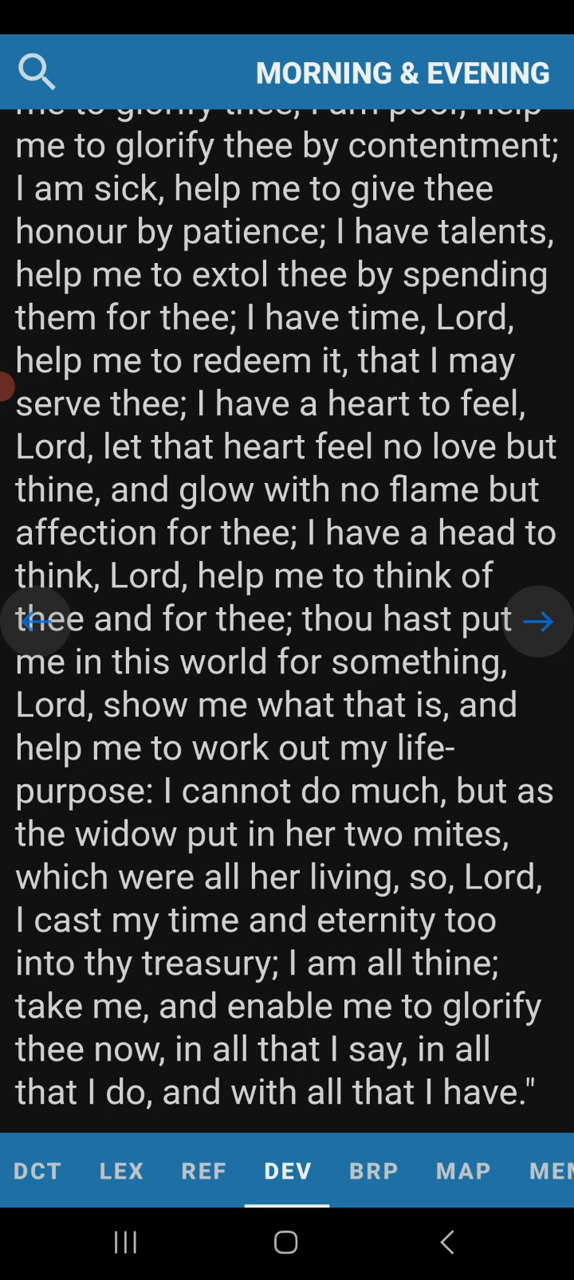 MORNING & EVENING
me to glorify thee; I am poor, help
me to glorify thee by contentment;
I am sick, help me to give thee
honour by patience; I have talents,
help me to extol thee by spending
them for thee; I have time, Lord,
help me to redeem it, that I may
serve thee; I have a heart to feel,
Lord, let that heart feel no love but
thine, and glow with no flame but
affection for thee; I have a head to
think, Lord, help me to think of
thee and for thee; thou hast put
me in this world for something,
Lord, show me what that is, and
help me to work out my life-
purpose: I cannot do much, but as
the widow put in her two mites,
which were all her living, so, Lord,
I cast my time and eternity too
into thy treasury; I am all thine;
take me, and enable me to glorify
thee now, in all that I say, in all
that I do, and with all that I have."
DCT LEX REF DEV BRP MAP